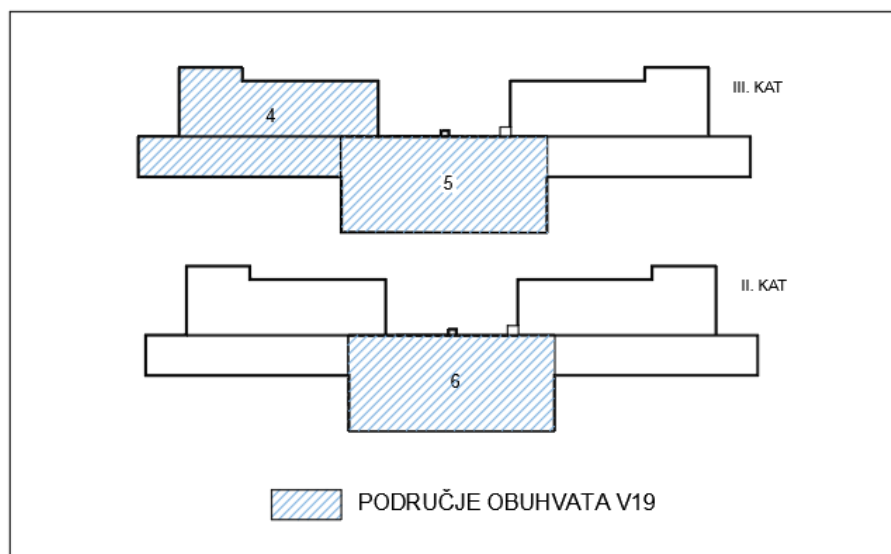 III. KAT
4
5
II. KAT
6
PODRUČJE OBUHVATA V19